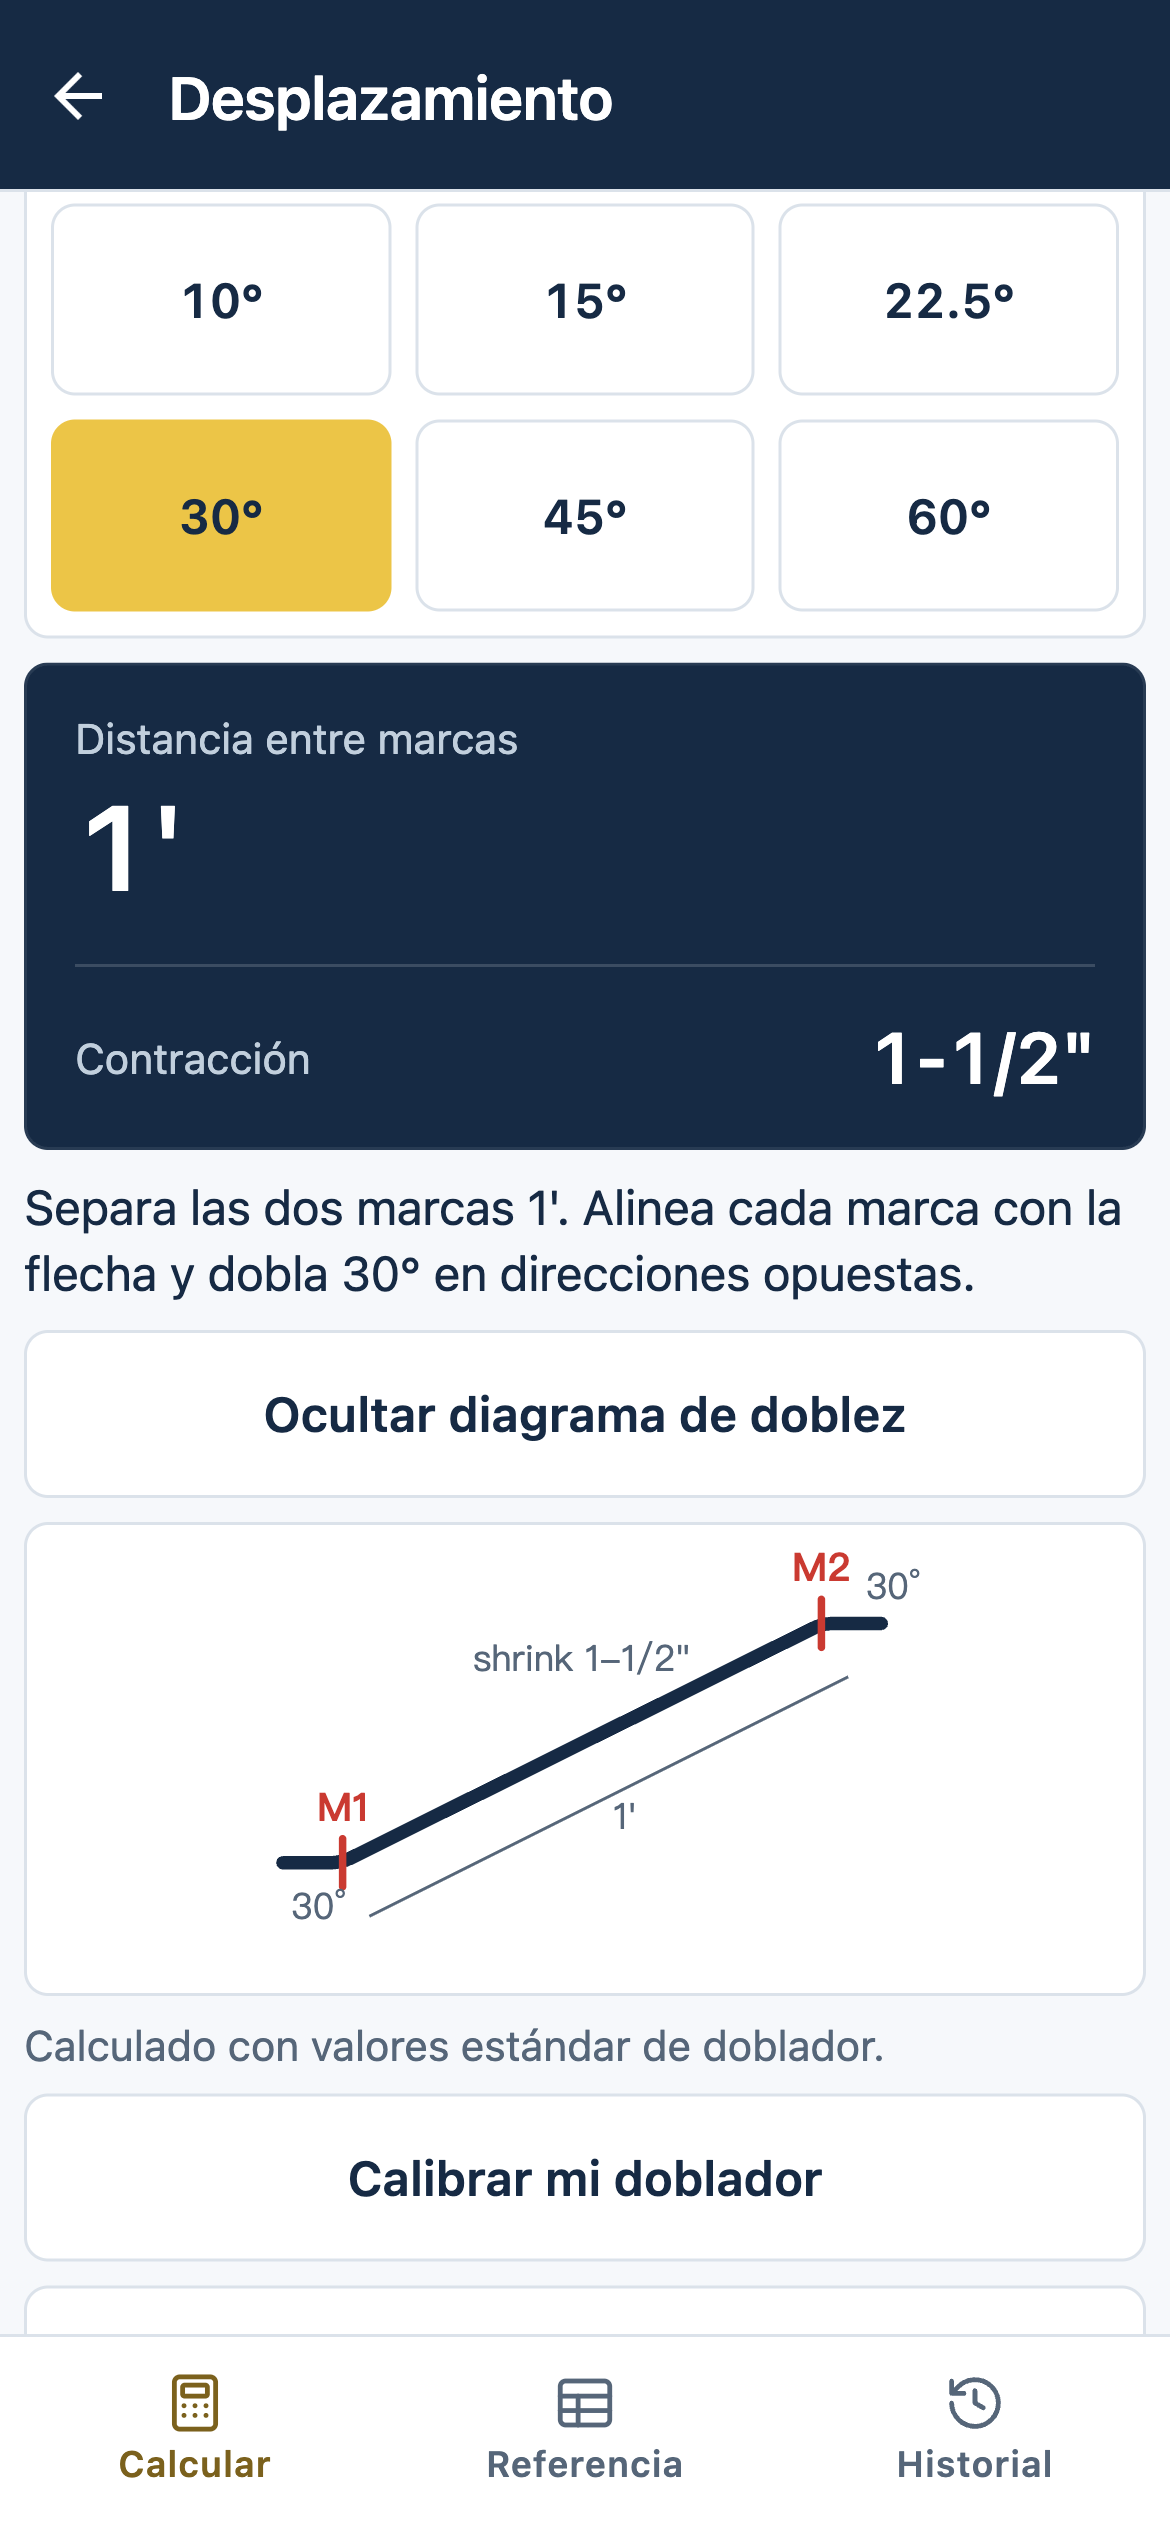 Desplazamiento
10°
15°
22.5°
30°
45°
60°
Distancia entre marcas
1'
Contracción
1-1/2"
Separa las dos marcas 1'. Alinea cada marca con la
flecha y dobla 30° en direcciones opuestas.
Ocultar diagrama de doblez
M2
30°
shrink 1–1/2"
M1
1'
30°
Calculado con valores estándar de doblador.
Calibrar mi doblador
Calcular
Referencia
Historial